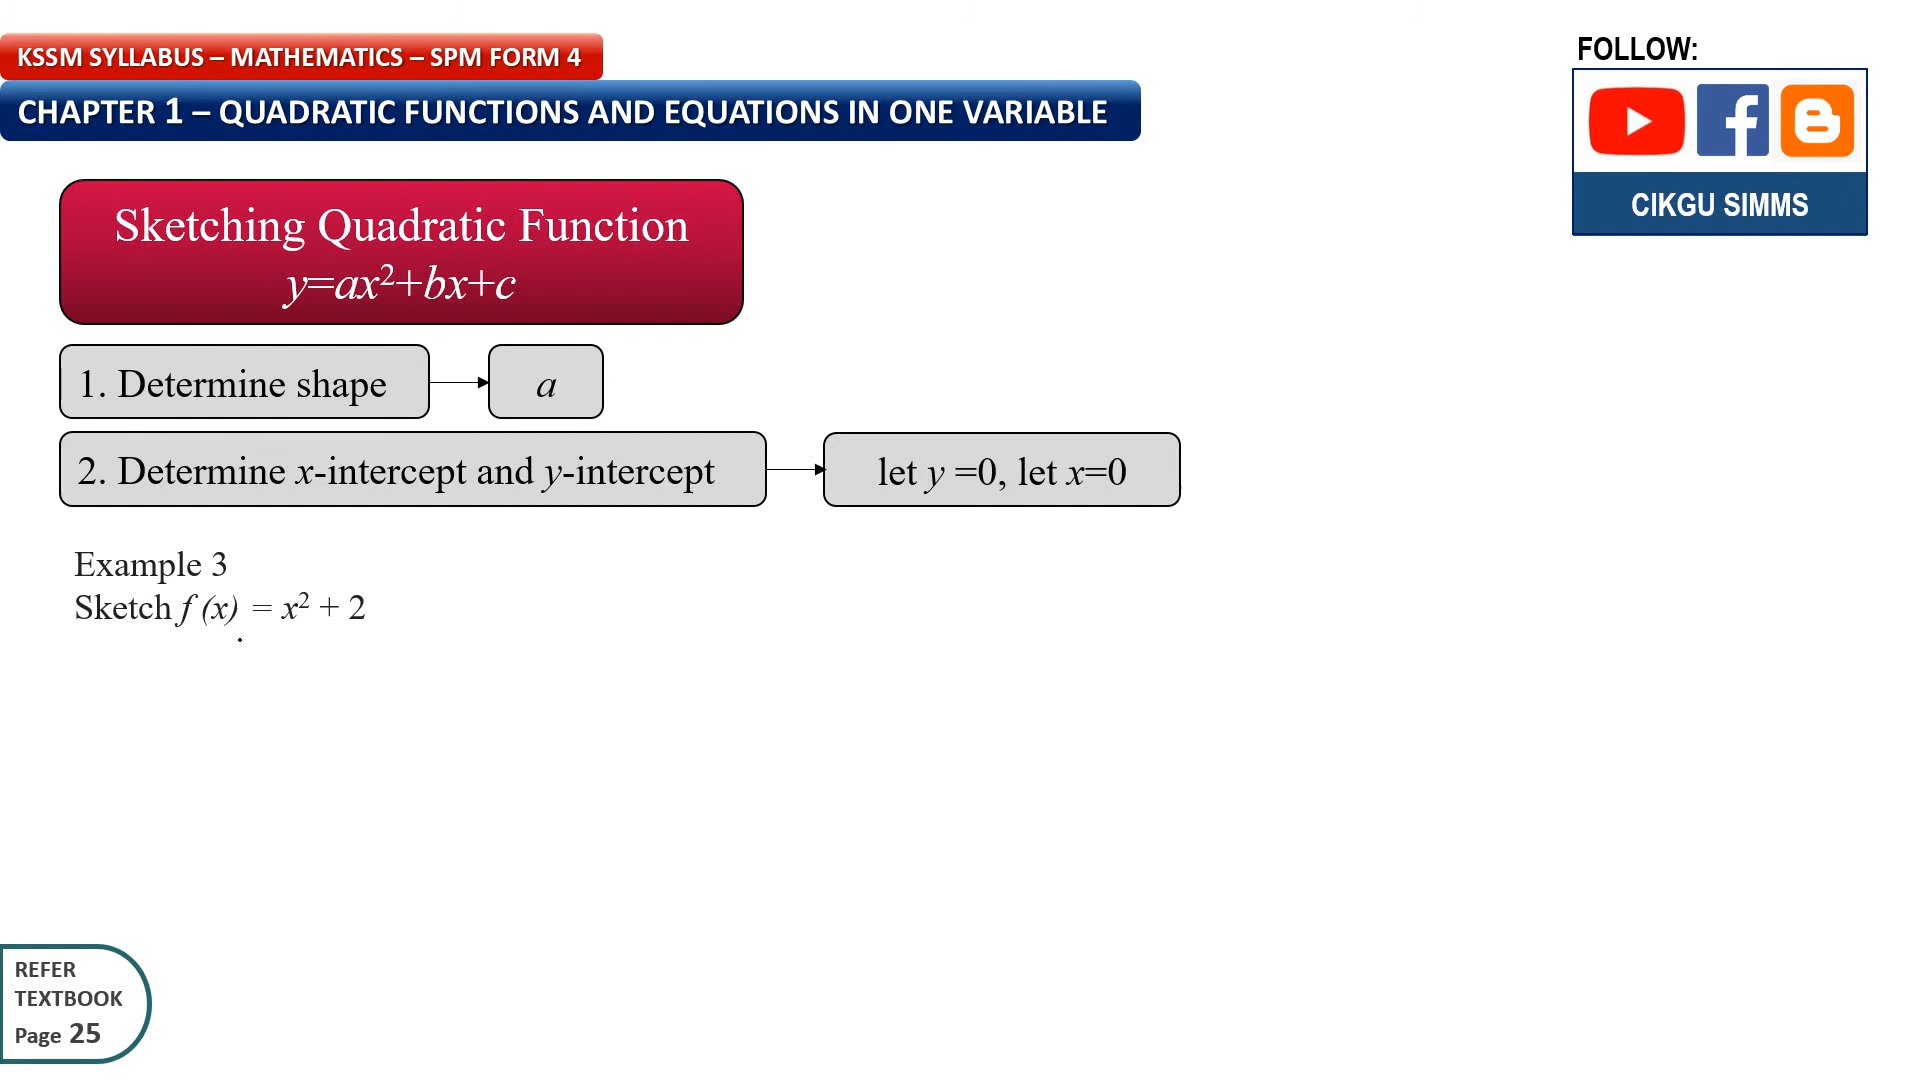 KSSM SYLLABUS – MATHEMATICS – SPM FORM 4
CHAPTER 1 – QUADRATIC FUNCTIONS AND EQUATIONS IN ONE VARIABLE
FOLLOW:
CIKGU SIMMS
Sketching Quadratic Function
y=ax²+bx+c
1. Determine shape
a
2. Determine x-intercept and y-intercept
let y =0, let x=0
Example 3
Sketch f (x) = x² + 2
REFER
TEXTBOOK
Page 25